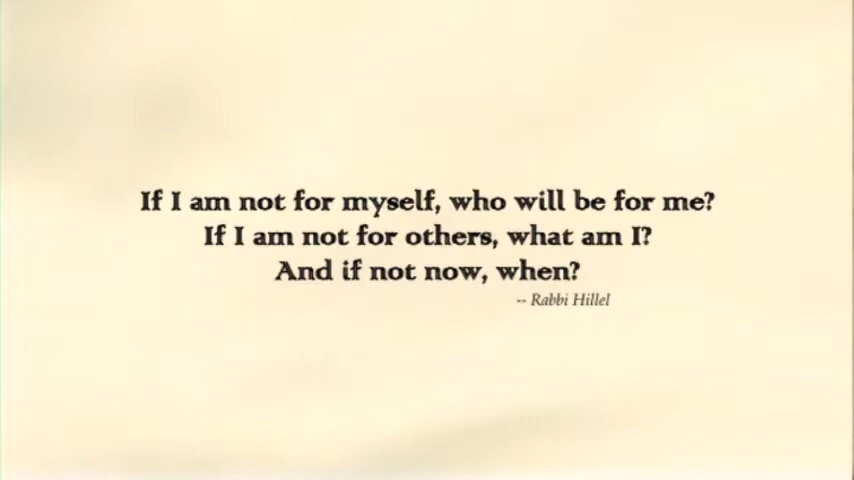 If I am not for myself, who will be for me?
If I am not for others, what am I?
And if not now, when?
-- Rabbi Hillel